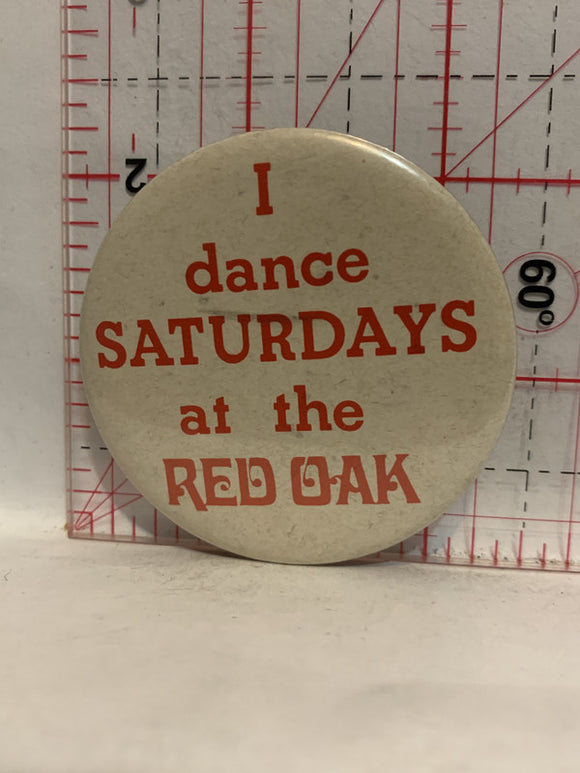 I
dance
SATURDAYS
at the
RED OAK
2
60°